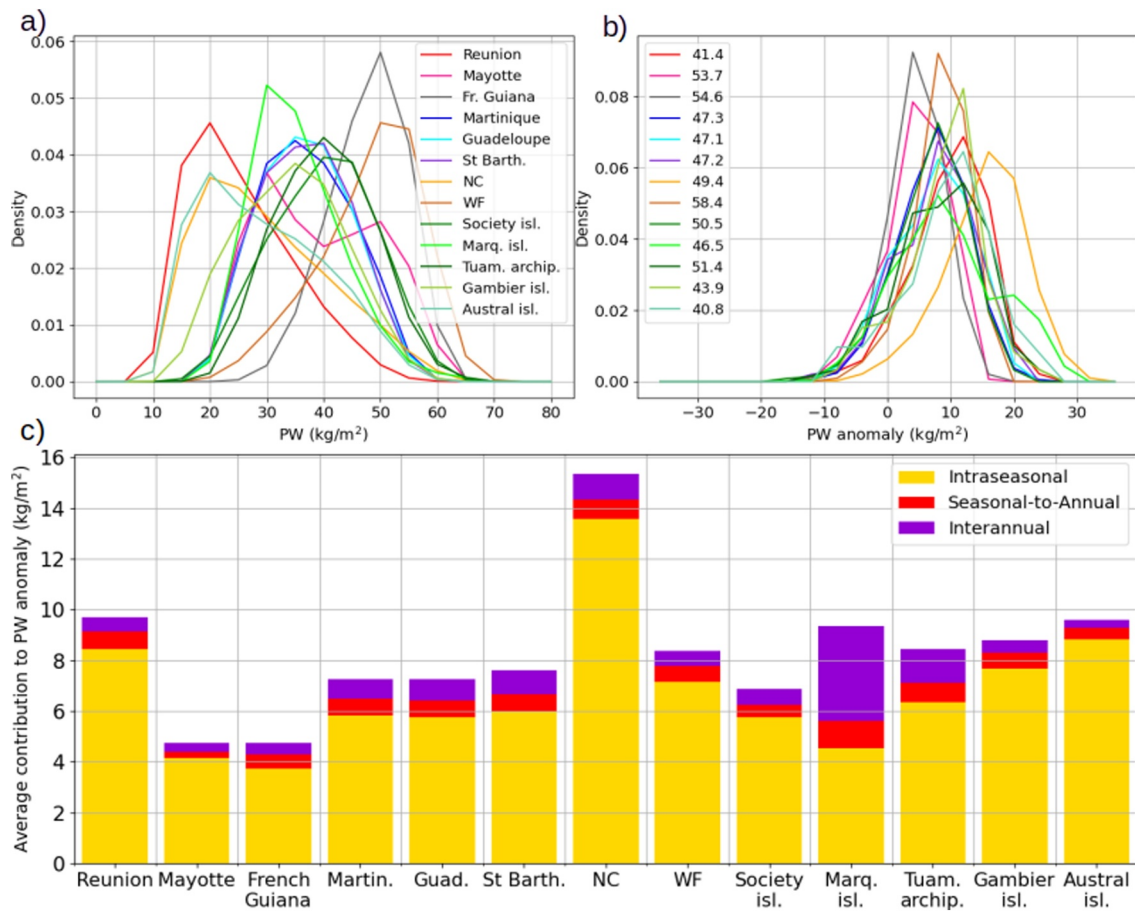 a)
0.06
0.05
0.04
0.03
0.02
0.01
0.00
Density
0 10 20 30 40 50 60 70 80
PW (kg/m²)
Reunion
Mayotte
Fr. Guiana
Martinique
Guadeloupe
St Barth.
NC
WF
Society isl.
Marq. isl.
Tuam. archip.
Gambier isl.
Austral isl.
b)
0.08
0.06
0.04
0.02
0.00
Density
−30 −20 −10 0 10 20 30
PW anomaly (kg/m²)
41.4
53.7
54.6
47.3
47.1
47.2
49.4
58.4
50.5
46.5
51.4
43.9
40.8
c)
16
14
12
10
8
6
4
2
0
Average contribution to PW anomaly (kg/m²)
Intraseasonal
Seasonal-to-Annual
Interannual
Reunion Mayotte French Martin. Guad. St Barth. NC WF Society Marq. Tuam. Gambier Austral
Guiana isl. isl. archip. isl. isl.